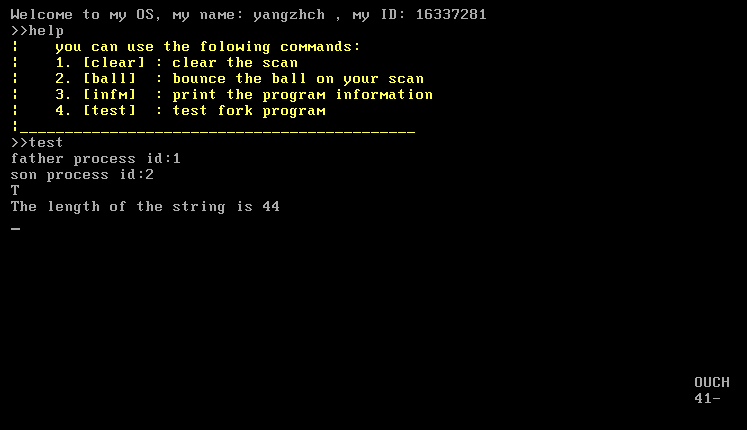 Welcome to my OS, my name: yangzhch , my ID: 16337281
>>help
¦    you can use the folowing commands:
¦    1. [clear] : clear the scan
¦    2. [ball]  : bounce the ball on your scan
¦    3. [infm]  : print the program information
¦    4. [test]  : test fork program
¦____________________________________________
>>test
father process id:1
son process id:2
T
The length of the string is 44
_
OUCH
41-